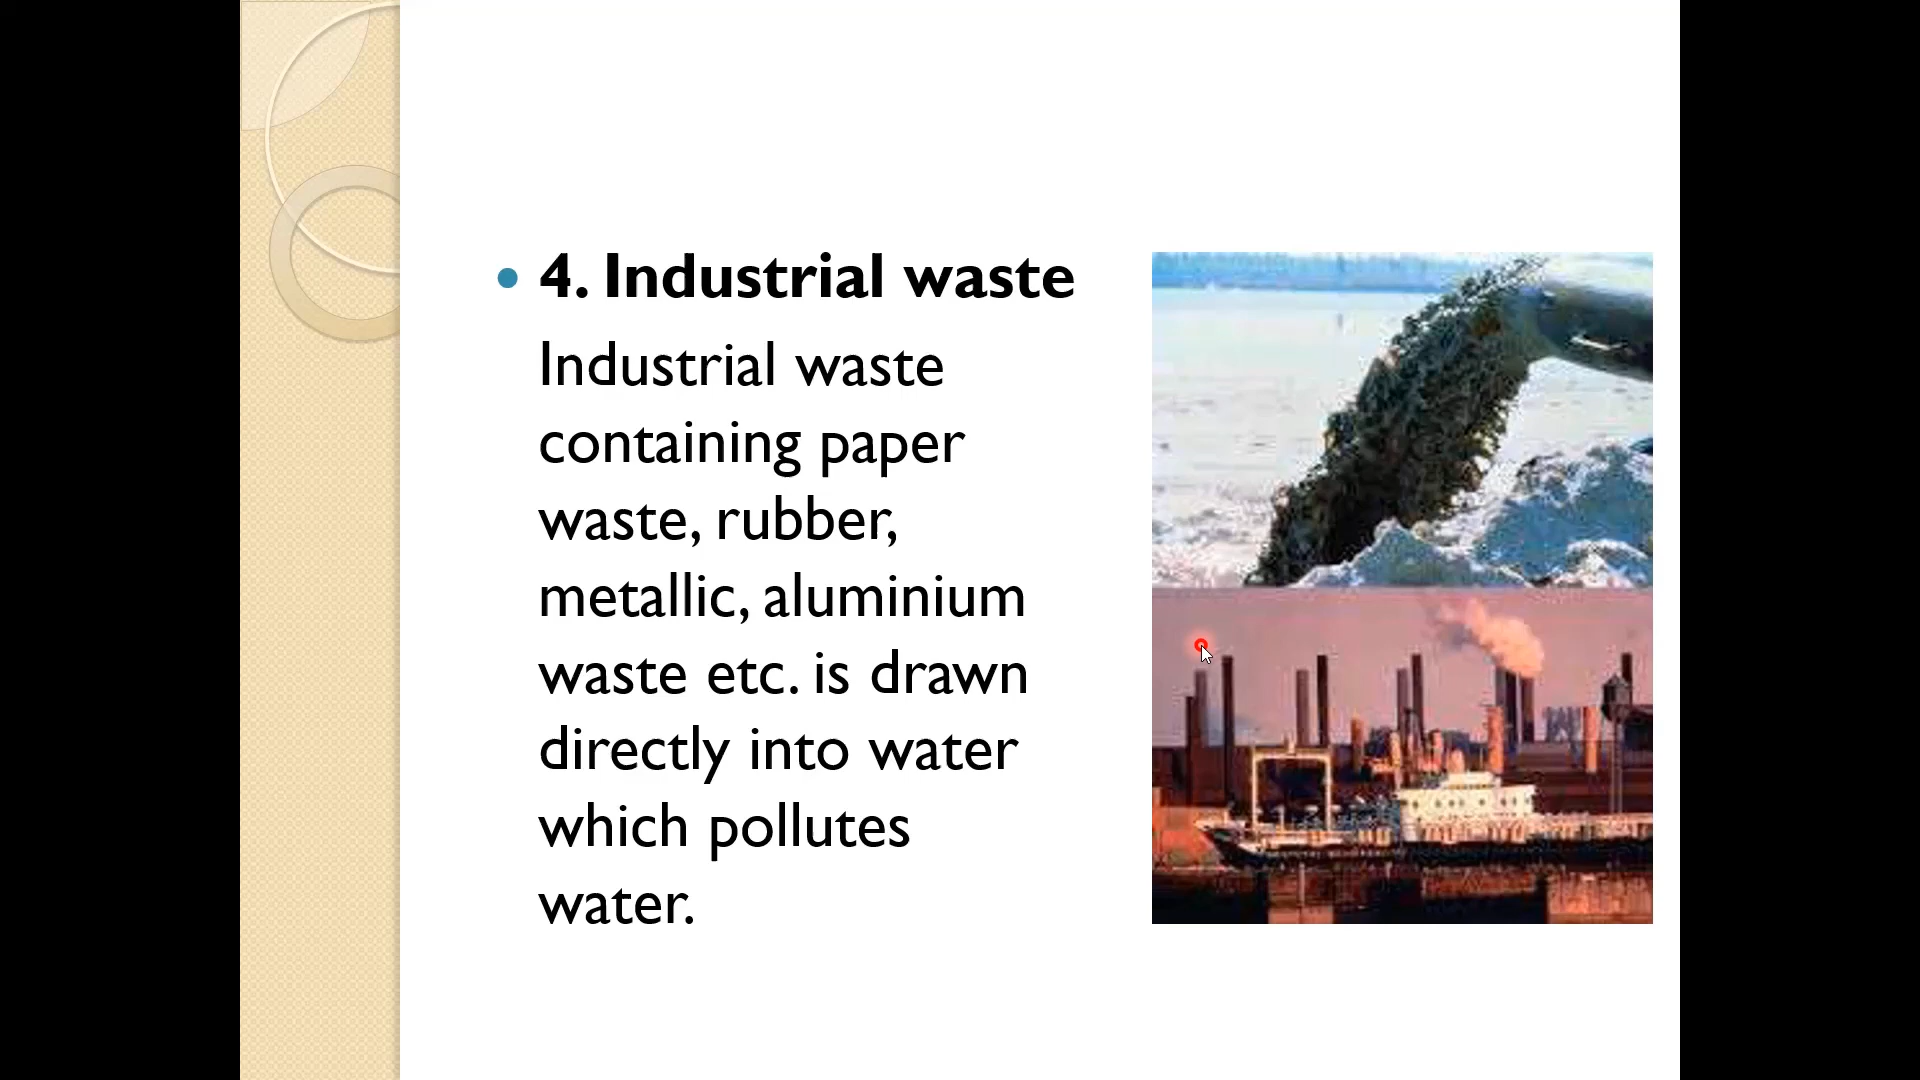 • 4. Industrial waste
Industrial waste
containing paper
waste, rubber,
metallic, aluminium
waste etc. is drawn
directly into water
which pollutes
water.